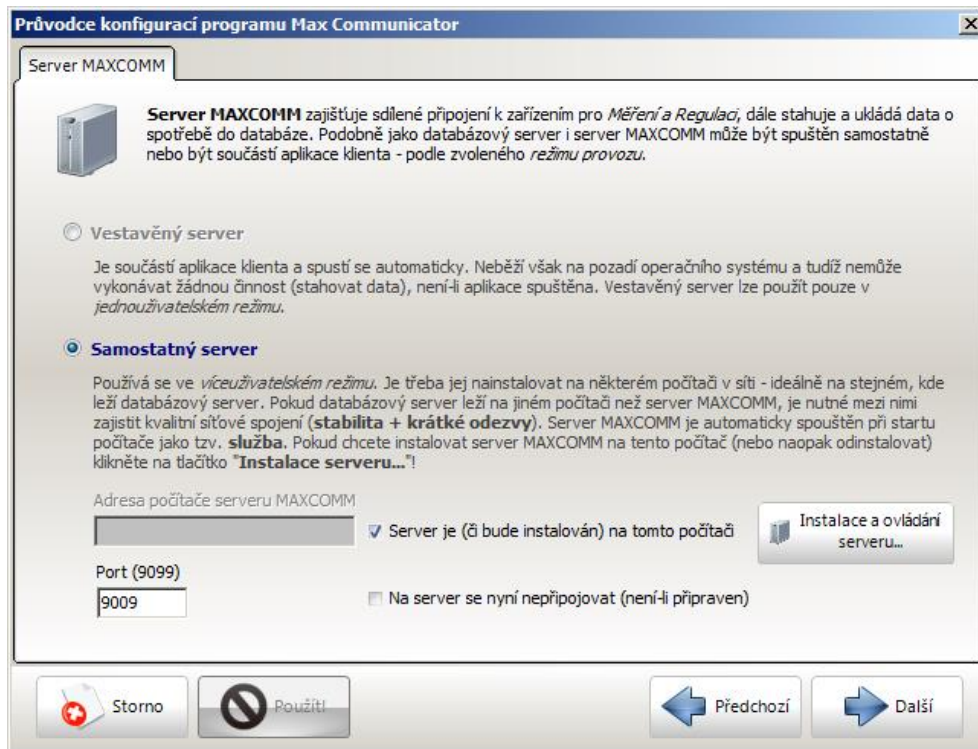 Průvodce konfigurací programu Max Communicator
Server MAXCOMM
Server MAXCOMM zajišťuje sdílené připojení k zařízením pro Měření a Regulaci, dále stahuje a ukládá data o
spotřebě do databáze. Podobně jako databázový server i server MAXCOMM může být spuštěn samostatně
nebo být součástí aplikace klienta - podle zvoleného režimu provozu.
Vestavěný server
Je součástí aplikace klienta a spustí se automaticky. Neběží však na pozadí operačního systému a tudíž nemůže
vykonávat žádnou činnost (stahovat data), není-li aplikace spuštěna. Vestavěný server lze použít pouze v
jednouživatelském režimu.
Samostatný server
Používá se ve víceuživatelském režimu. Je třeba jej nainstalovat na některém počítači v síti - ideálně na stejném, kde
leží databázový server. Pokud databázový server leží na jiném počítači než server MAXCOMM, je nutné mezi nimi
zajistit kvalitní síťové spojení (stabilita + krátké odezvy). Server MAXCOMM je automaticky spouštěn při startu
počítače jako tzv. služba. Pokud chcete instalovat server MAXCOMM na tento počítač (nebo naopak odinstalovat)
klikněte na tlačítko "Instalace serveru..."!
Adresa počítače serveru MAXCOMM
Server je (či bude instalován) na tomto počítači
Instalace a ovládání
serveru...
Port (9099)
9009
Na server se nyní nepřipojovat (není-li připraven)
Storno
Použít!
Předchozí
Další